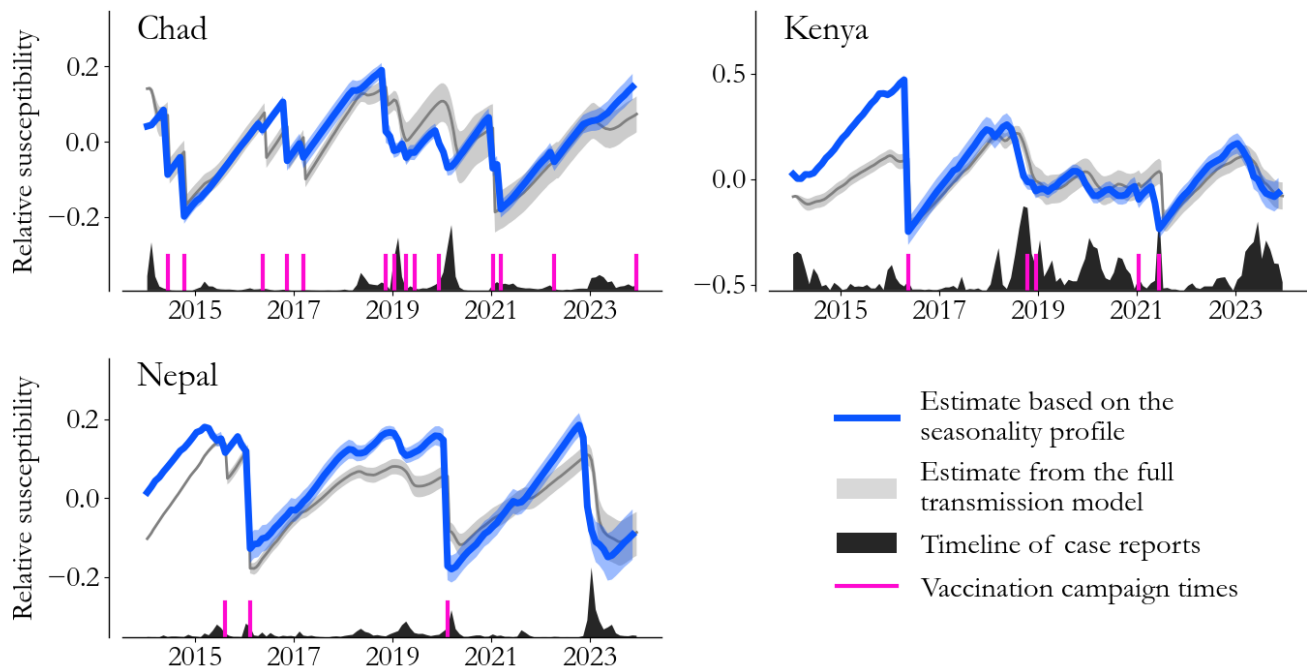 Chad
Relative susceptibility
0.2
0.0
−0.2
2015 2017 2019 2021 2023
Kenya
0.5
0.0
−0.5
2015 2017 2019 2021 2023
Nepal
Relative susceptibility
0.2
0.0
−0.2
2015 2017 2019 2021 2023
Estimate based on the
seasonality profile
Estimate from the full
transmission model
Timeline of case reports
Vaccination campaign times